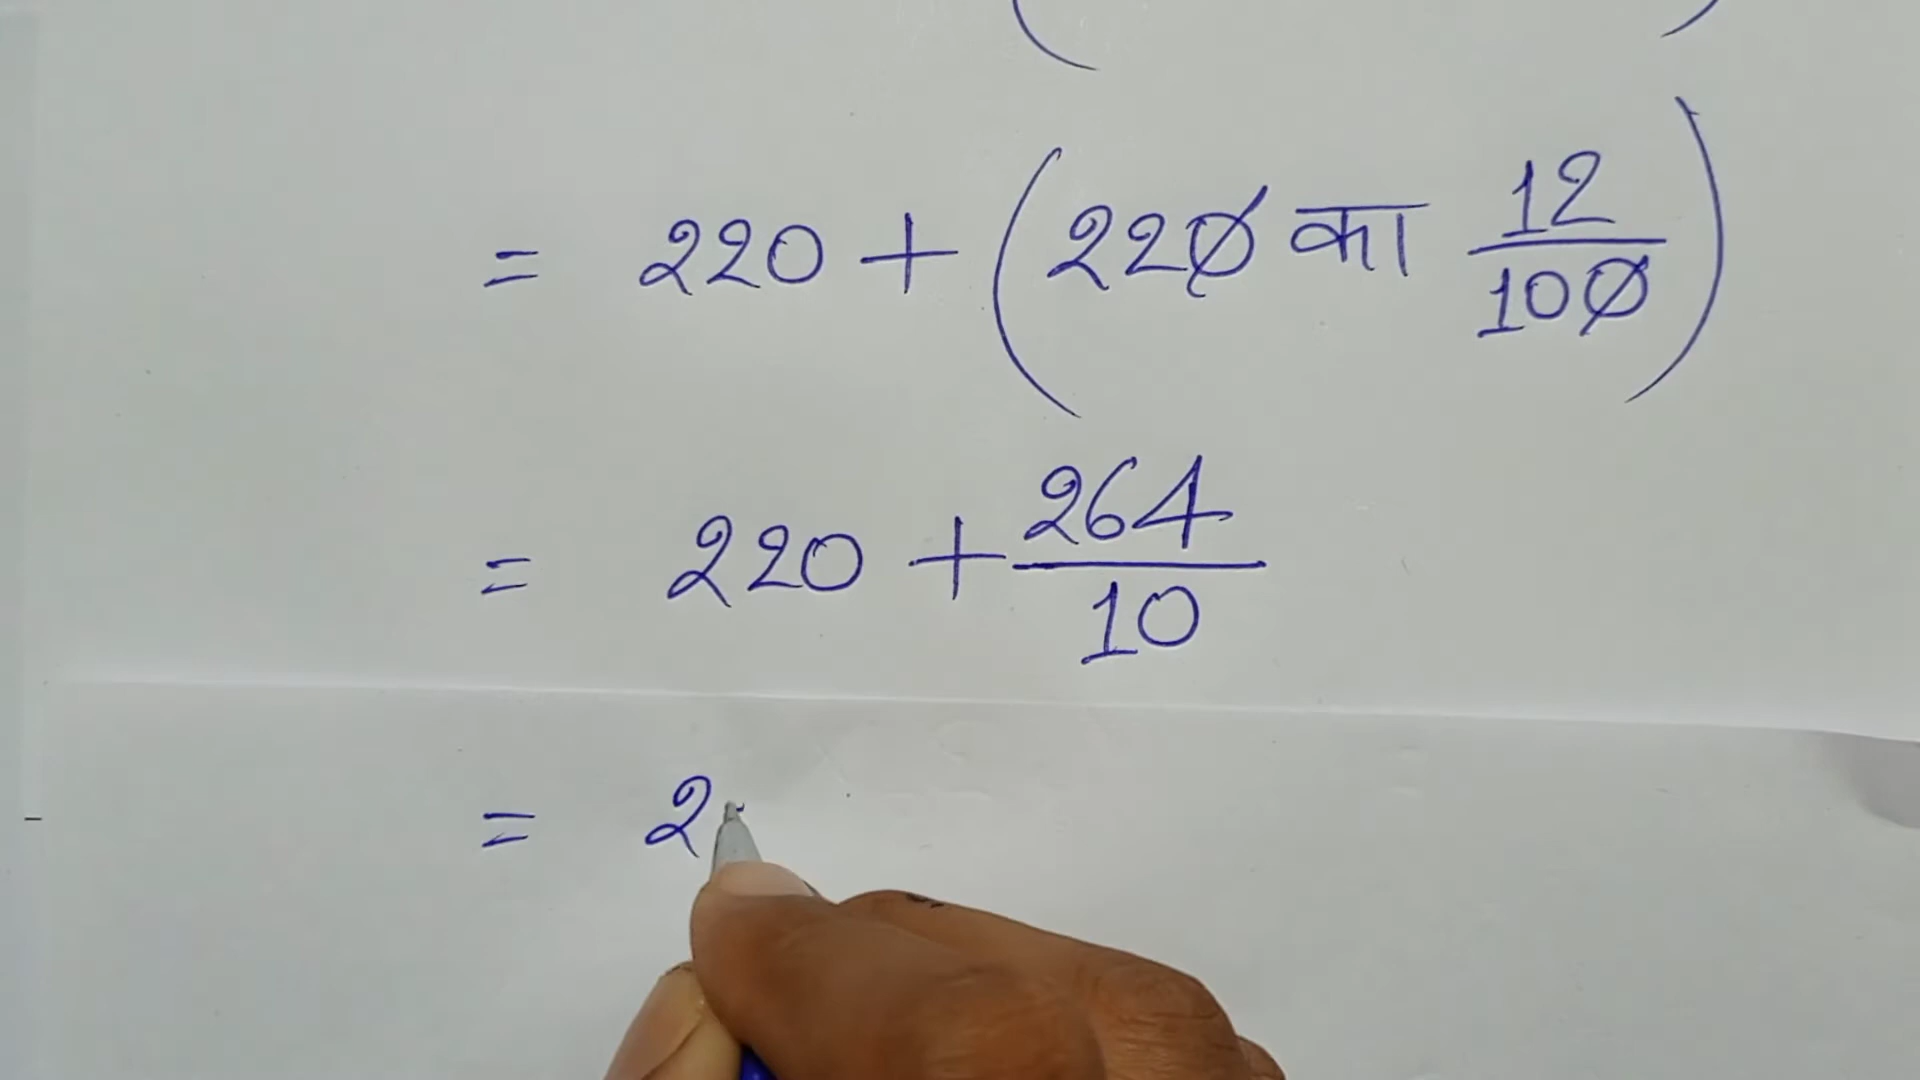 = 220 + (220 का 12/100)
= 220 + 264/10
= 2